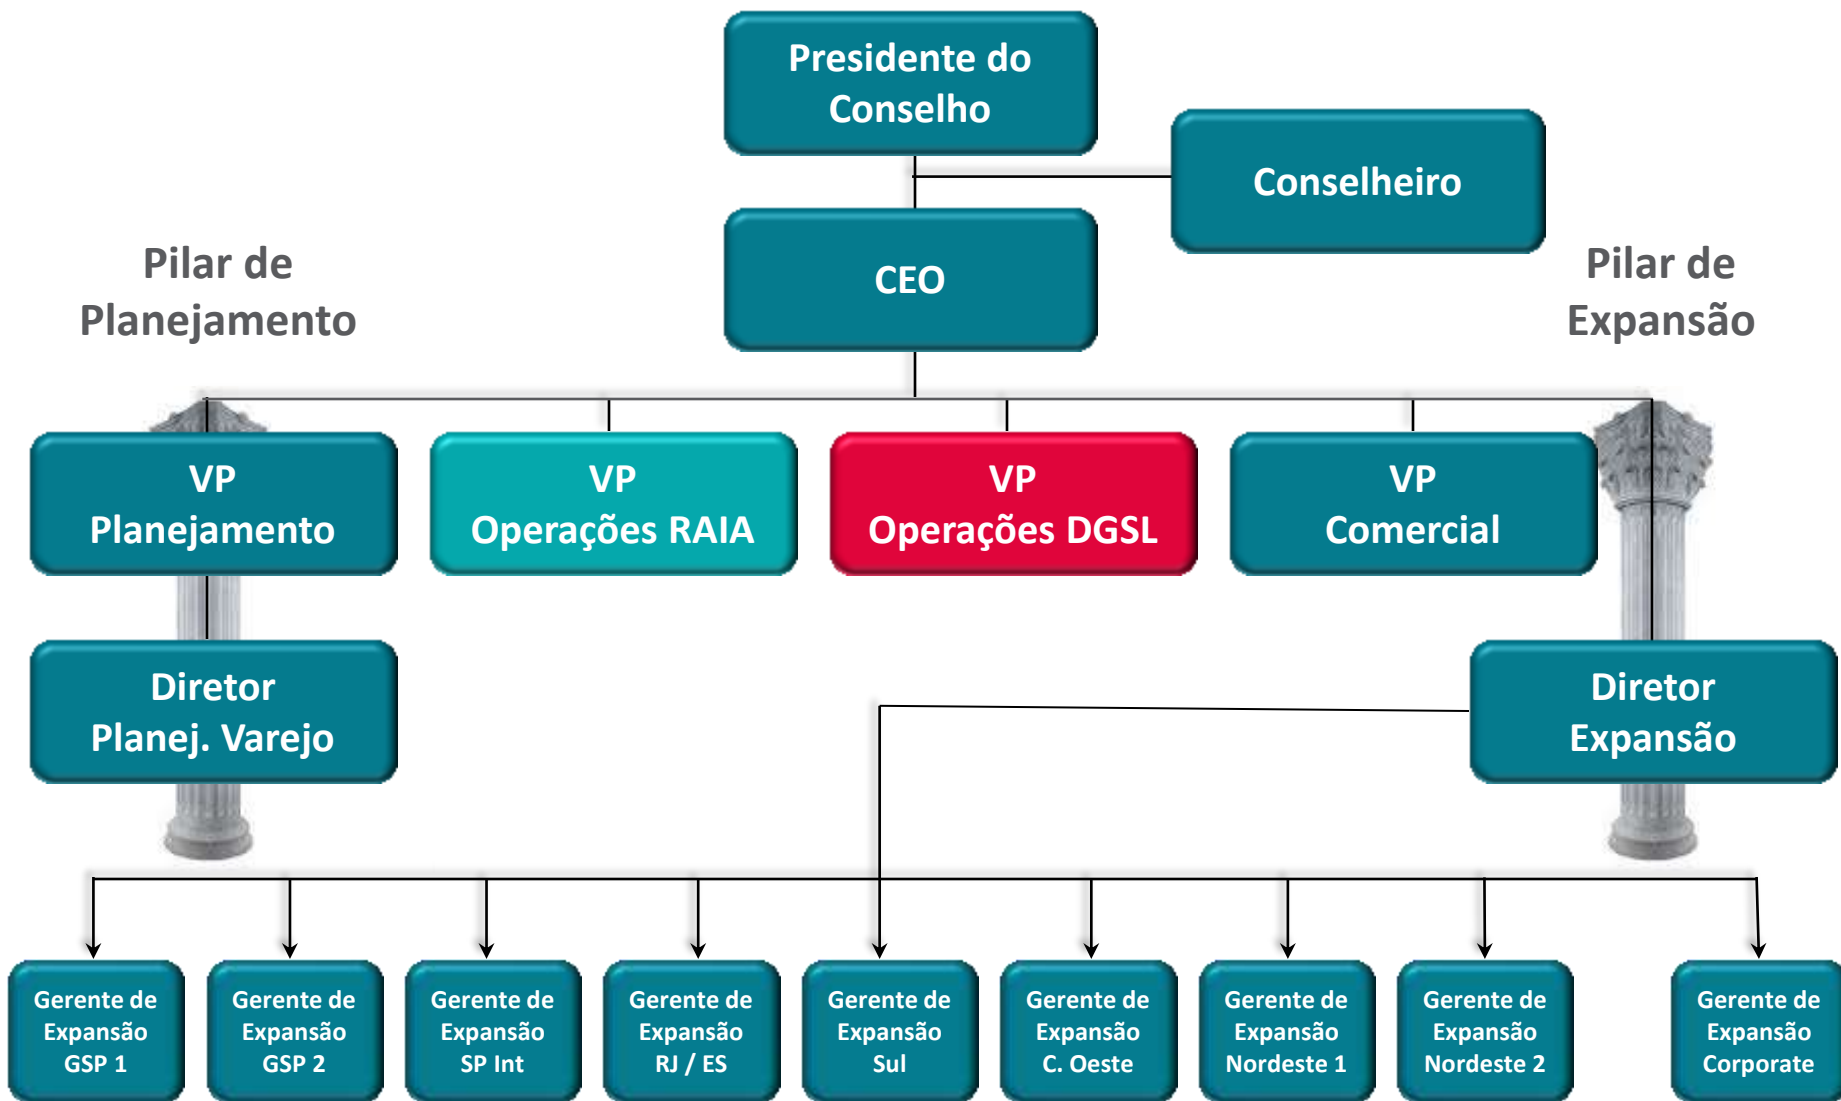 Presidente do
Conselho
Conselheiro
CEO
Pilar de
Planejamento
Pilar de
Expansão
VP
Planejamento
VP
Operações RAIA
VP
Operações DGSL
VP
Comercial
Diretor
Planej. Varejo
Diretor
Expansão
Gerente de
Expansão
GSP 1
Gerente de
Expansão
GSP 2
Gerente de
Expansão
SP Int
Gerente de
Expansão
RJ / ES
Gerente de
Expansão
Sul
Gerente de
Expansão
C. Oeste
Gerente de
Expansão
Nordeste 1
Gerente de
Expansão
Nordeste 2
Gerente de
Expansão
Corporate